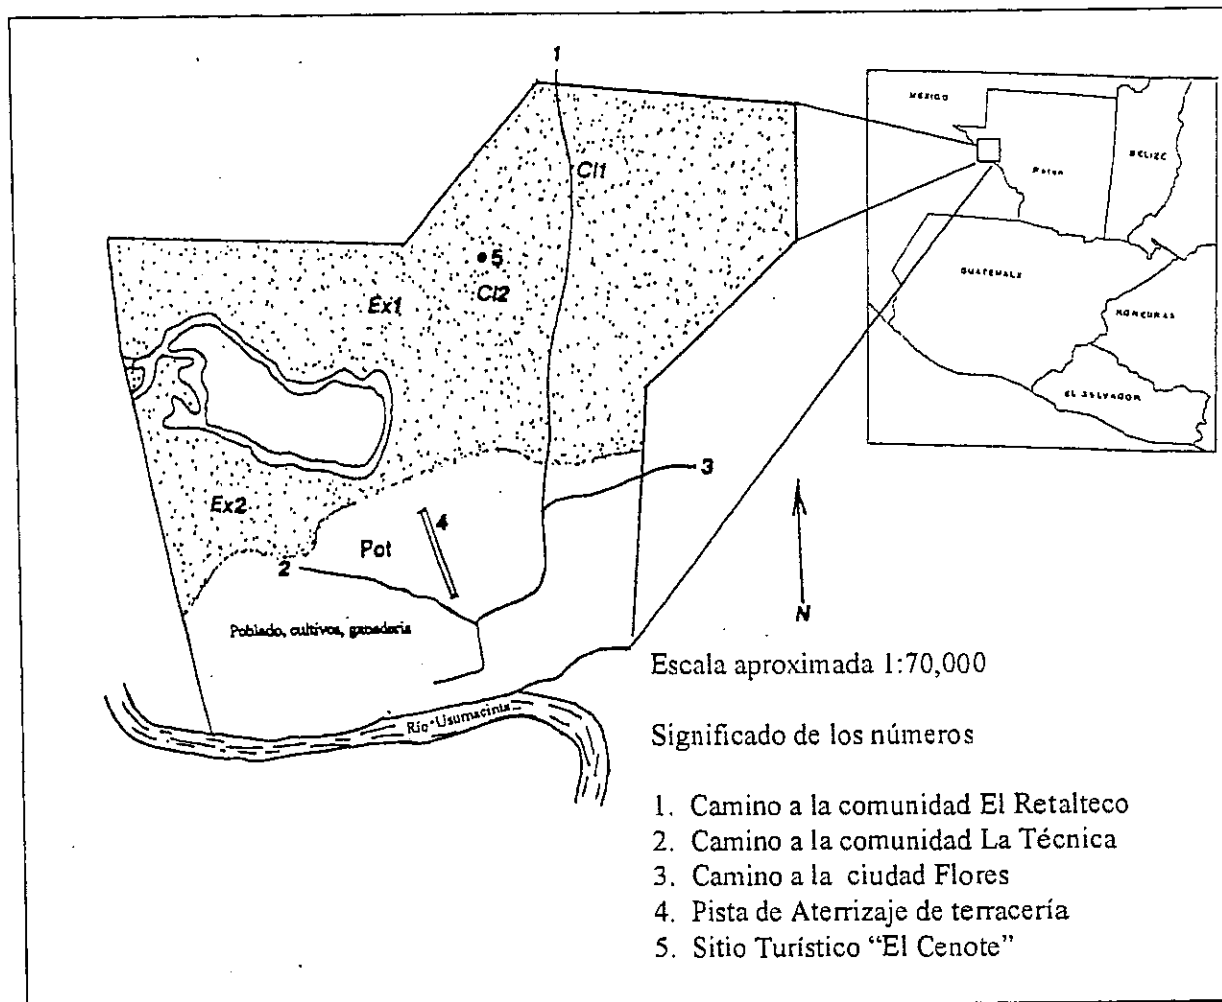 1
MEXICO
BELIZE
PETEN
GUATEMALA
HONDURAS
EL SALVADOR
Cl1
5
Cl2
Ex1
3
Ex2
4
Pot
2
N
Poblado, cultivos, ganadería
Río Usumacinta
Escala aproximada 1:70,000
Significado de los números
1. Camino a la comunidad El Retalteco
2. Camino a la comunidad La Técnica
3. Camino a la ciudad Flores
4. Pista de Aterrizaje de terracería
5. Sitio Turístico "El Cenote"